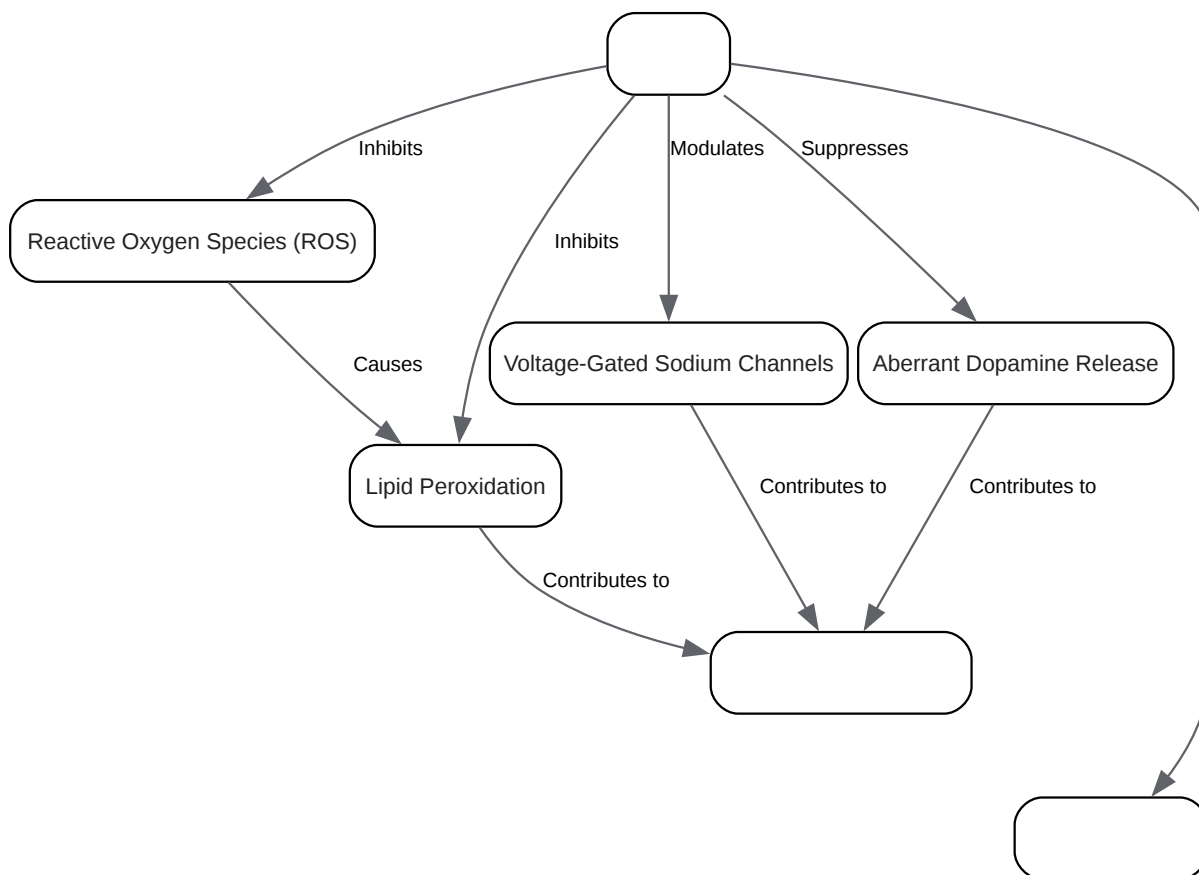 Inhibits
Modulates
Suppresses
Reactive Oxygen Species (ROS)
Inhibits
Causes
Voltage-Gated Sodium Channels
Aberrant Dopamine Release
Lipid Peroxidation
Contributes to
Contributes to
Contributes to